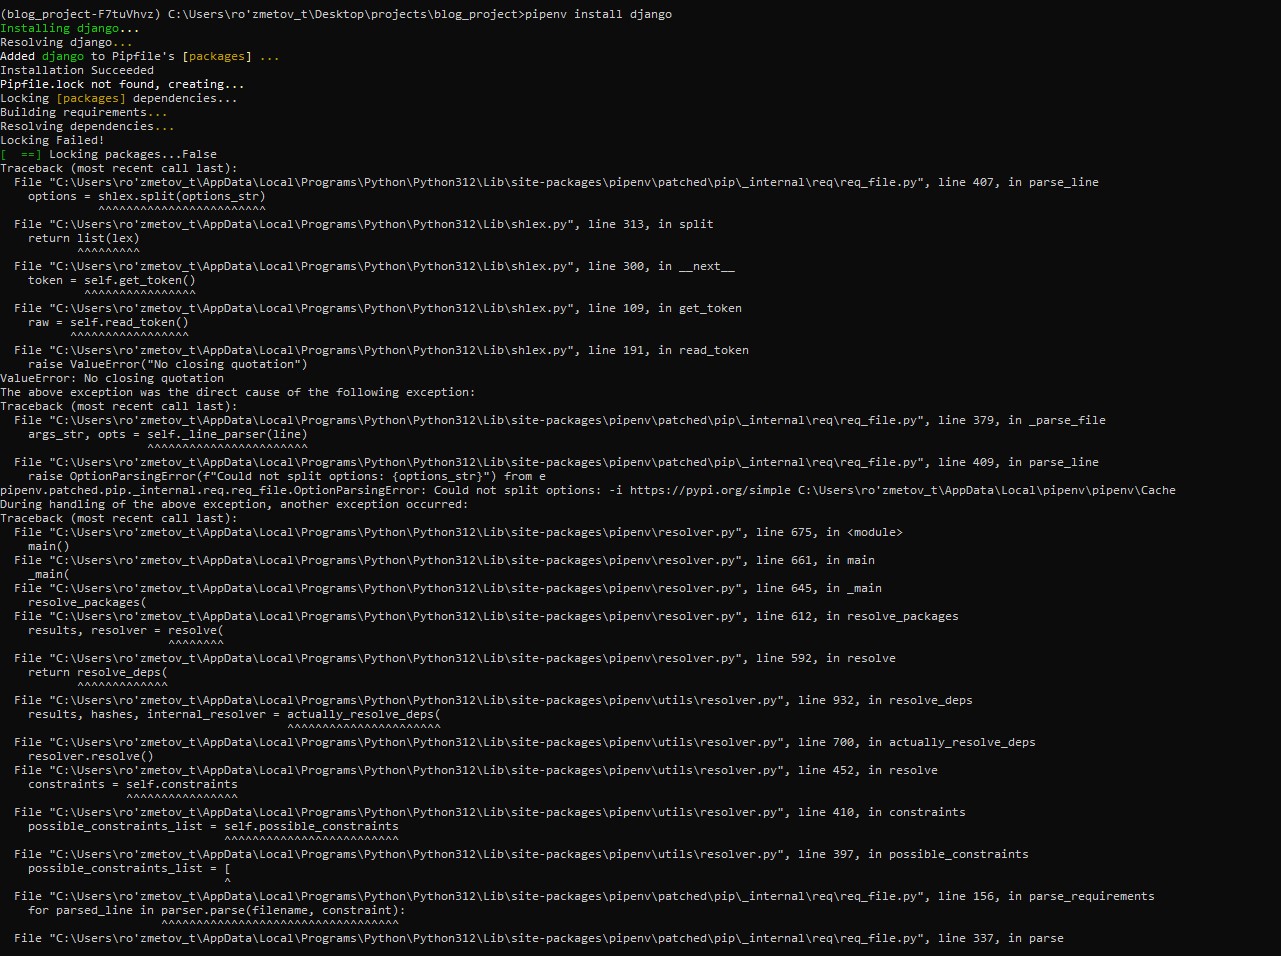 (blog_project-F7tuVhvz) C:\Users\ro'zmetov_t\Desktop\projects\blog_project>pipenv install django
Installing django...
Resolving django...
Added django to Pipfile's [packages] ...
Installation Succeeded
Pipfile.lock not found, creating...
Locking [packages] dependencies...
Building requirements...
Resolving dependencies...
Locking Failed!
[  ==] Locking packages...False
Traceback (most recent call last):
  File "C:\Users\ro'zmetov_t\AppData\Local\Programs\Python\Python312\Lib\site-packages\pipenv\patched\pip\_internal\req\req_file.py", line 407, in parse_line
    options = shlex.split(options_str)
              ^^^^^^^^^^^^^^^^^^^^^^^^
  File "C:\Users\ro'zmetov_t\AppData\Local\Programs\Python\Python312\Lib\shlex.py", line 313, in split
    return list(lex)
           ^^^^^^^^^
  File "C:\Users\ro'zmetov_t\AppData\Local\Programs\Python\Python312\Lib\shlex.py", line 300, in __next__
    token = self.get_token()
            ^^^^^^^^^^^^^^^^
  File "C:\Users\ro'zmetov_t\AppData\Local\Programs\Python\Python312\Lib\shlex.py", line 109, in get_token
    raw = self.read_token()
          ^^^^^^^^^^^^^^^^^
  File "C:\Users\ro'zmetov_t\AppData\Local\Programs\Python\Python312\Lib\shlex.py", line 191, in read_token
    raise ValueError("No closing quotation")
ValueError: No closing quotation
The above exception was the direct cause of the following exception:
Traceback (most recent call last):
  File "C:\Users\ro'zmetov_t\AppData\Local\Programs\Python\Python312\Lib\site-packages\pipenv\patched\pip\_internal\req\req_file.py", line 379, in _parse_file
    args_str, opts = self._line_parser(line)
                     ^^^^^^^^^^^^^^^^^^^^^^^
  File "C:\Users\ro'zmetov_t\AppData\Local\Programs\Python\Python312\Lib\site-packages\pipenv\patched\pip\_internal\req\req_file.py", line 409, in parse_line
    raise OptionParsingError(f"Could not split options: {options_str}") from e
pipenv.patched.pip._internal.req.req_file.OptionParsingError: Could not split options: -i https://pypi.org/simple C:\Users\ro'zmetov_t\AppData\Local\pipenv\pipenv\Cache
During handling of the above exception, another exception occurred:
Traceback (most recent call last):
  File "C:\Users\ro'zmetov_t\AppData\Local\Programs\Python\Python312\Lib\site-packages\pipenv\resolver.py", line 675, in <module>
    main()
  File "C:\Users\ro'zmetov_t\AppData\Local\Programs\Python\Python312\Lib\site-packages\pipenv\resolver.py", line 661, in main
    _main(
  File "C:\Users\ro'zmetov_t\AppData\Local\Programs\Python\Python312\Lib\site-packages\pipenv\resolver.py", line 645, in _main
    resolve_packages(
  File "C:\Users\ro'zmetov_t\AppData\Local\Programs\Python\Python312\Lib\site-packages\pipenv\resolver.py", line 612, in resolve_packages
    results, resolver = resolve(
                        ^^^^^^^^
  File "C:\Users\ro'zmetov_t\AppData\Local\Programs\Python\Python312\Lib\site-packages\pipenv\resolver.py", line 592, in resolve
    return resolve_deps(
           ^^^^^^^^^^^^^
  File "C:\Users\ro'zmetov_t\AppData\Local\Programs\Python\Python312\Lib\site-packages\pipenv\utils\resolver.py", line 932, in resolve_deps
    results, hashes, internal_resolver = actually_resolve_deps(
                                         ^^^^^^^^^^^^^^^^^^^^^^
  File "C:\Users\ro'zmetov_t\AppData\Local\Programs\Python\Python312\Lib\site-packages\pipenv\utils\resolver.py", line 700, in actually_resolve_deps
    resolver.resolve()
  File "C:\Users\ro'zmetov_t\AppData\Local\Programs\Python\Python312\Lib\site-packages\pipenv\utils\resolver.py", line 452, in resolve
    constraints = self.constraints
                  ^^^^^^^^^^^^^^^^
  File "C:\Users\ro'zmetov_t\AppData\Local\Programs\Python\Python312\Lib\site-packages\pipenv\utils\resolver.py", line 410, in constraints
    possible_constraints_list = self.possible_constraints
                                ^^^^^^^^^^^^^^^^^^^^^^^^^
  File "C:\Users\ro'zmetov_t\AppData\Local\Programs\Python\Python312\Lib\site-packages\pipenv\utils\resolver.py", line 397, in possible_constraints
    possible_constraints_list = [
                                ^
  File "C:\Users\ro'zmetov_t\AppData\Local\Programs\Python\Python312\Lib\site-packages\pipenv\patched\pip\_internal\req\req_file.py", line 156, in parse_requirements
    for parsed_line in parser.parse(filename, constraint):
                       ^^^^^^^^^^^^^^^^^^^^^^^^^^^^^^^^^^
  File "C:\Users\ro'zmetov_t\AppData\Local\Programs\Python\Python312\Lib\site-packages\pipenv\patched\pip\_internal\req\req_file.py", line 337, in parse